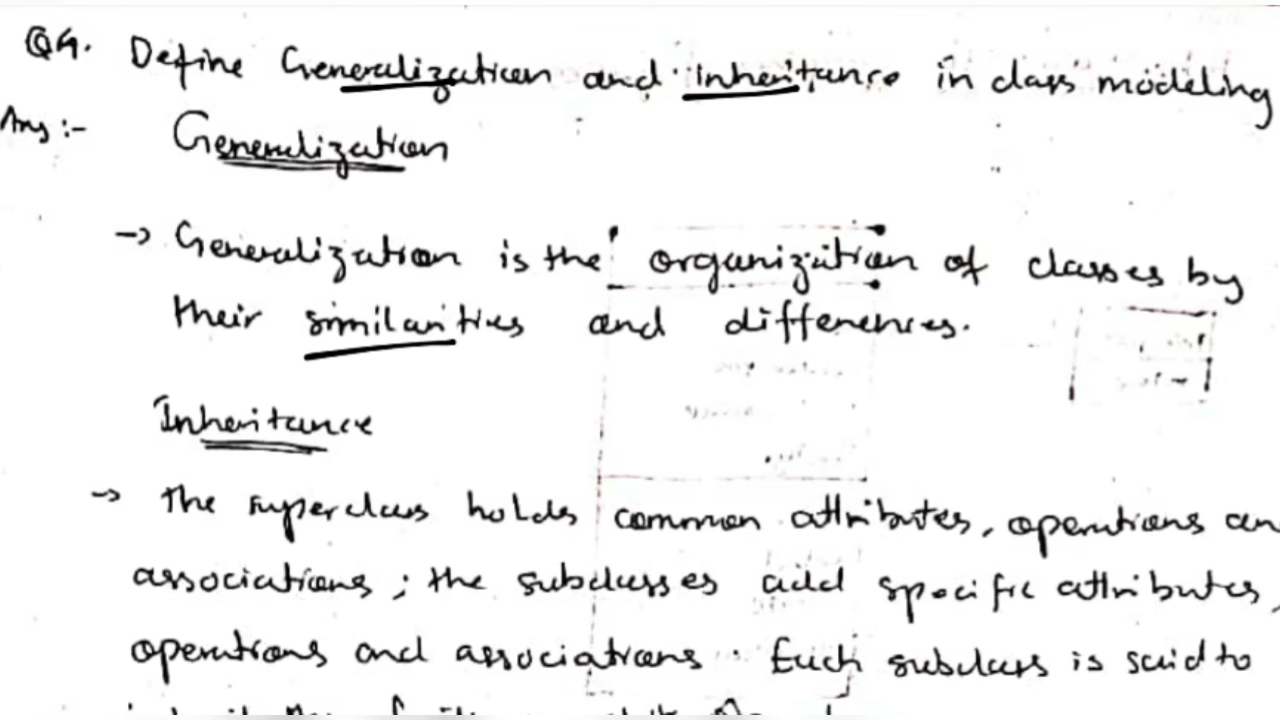 Q4. Define Generalization and inheritance in class modeling
Ans :- Generalization
→ Generalization is the organization of classes by
their similarities and differences.
Inheritance
→ the superclass holds common attributes, operations an
associations ; the subclasses add specific attributes,
operations and associations. Each subclass is said to